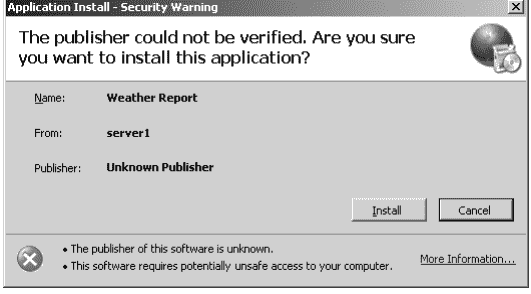 Application Install - Security Warning
The publisher could not be verified. Are you sure
you want to install this application?
Name: Weather Report
From: server1
Publisher: Unknown Publisher
Install Cancel
• The publisher of this software is unknown.
• This software requires potentially unsafe access to your computer.
More Information...